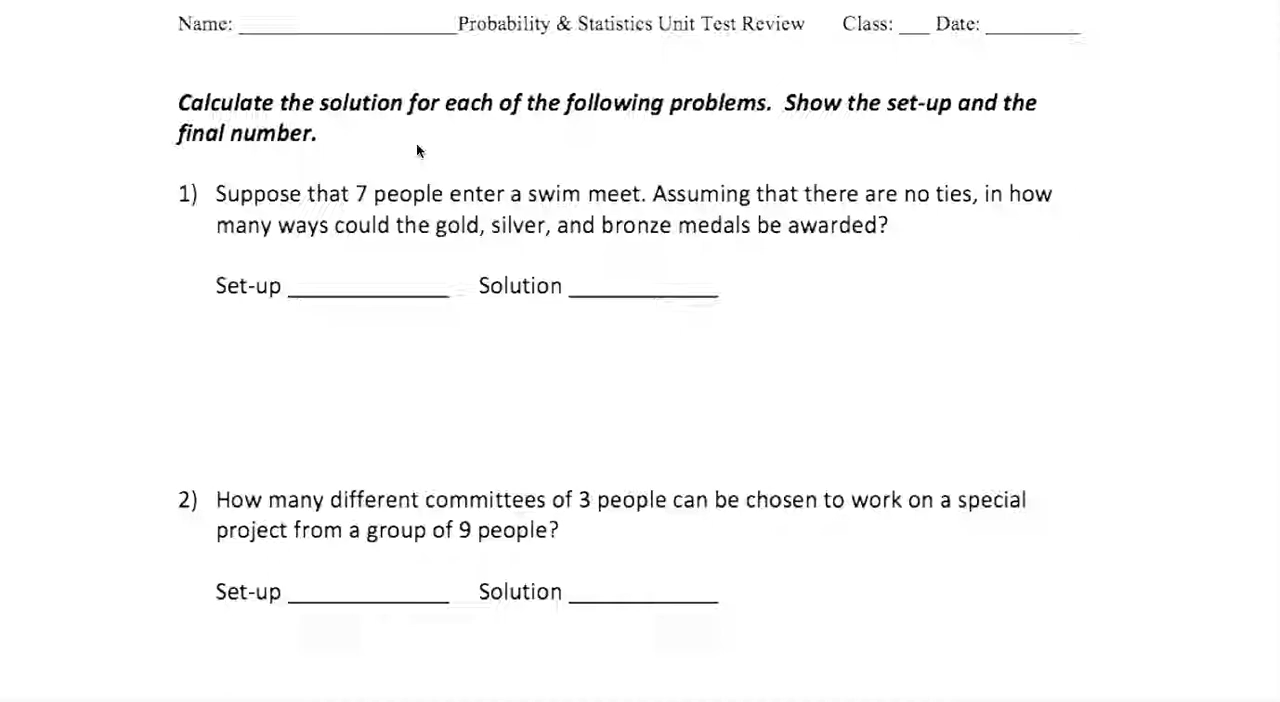 Name: ____________________Probability & Statistics Unit Test Review Class: ___ Date: _________
Calculate the solution for each of the following problems. Show the set-up and the
final number.
1) Suppose that 7 people enter a swim meet. Assuming that there are no ties, in how
many ways could the gold, silver, and bronze medals be awarded?
Set-up _____________ Solution ____________
2) How many different committees of 3 people can be chosen to work on a special
project from a group of 9 people?
Set-up _____________ Solution ____________